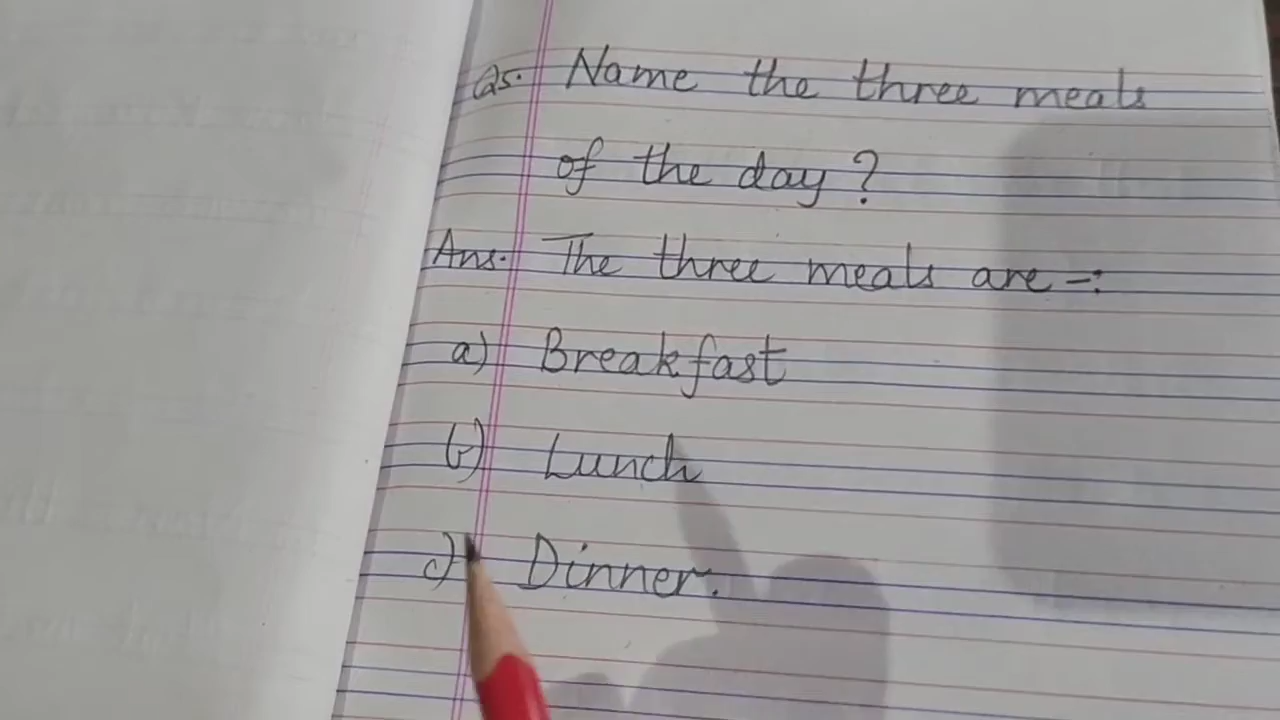 Q5. Name the three meals
of the day?
Ans. The three meals are -:
a) Breakfast
b) Lunch
c) Dinner.